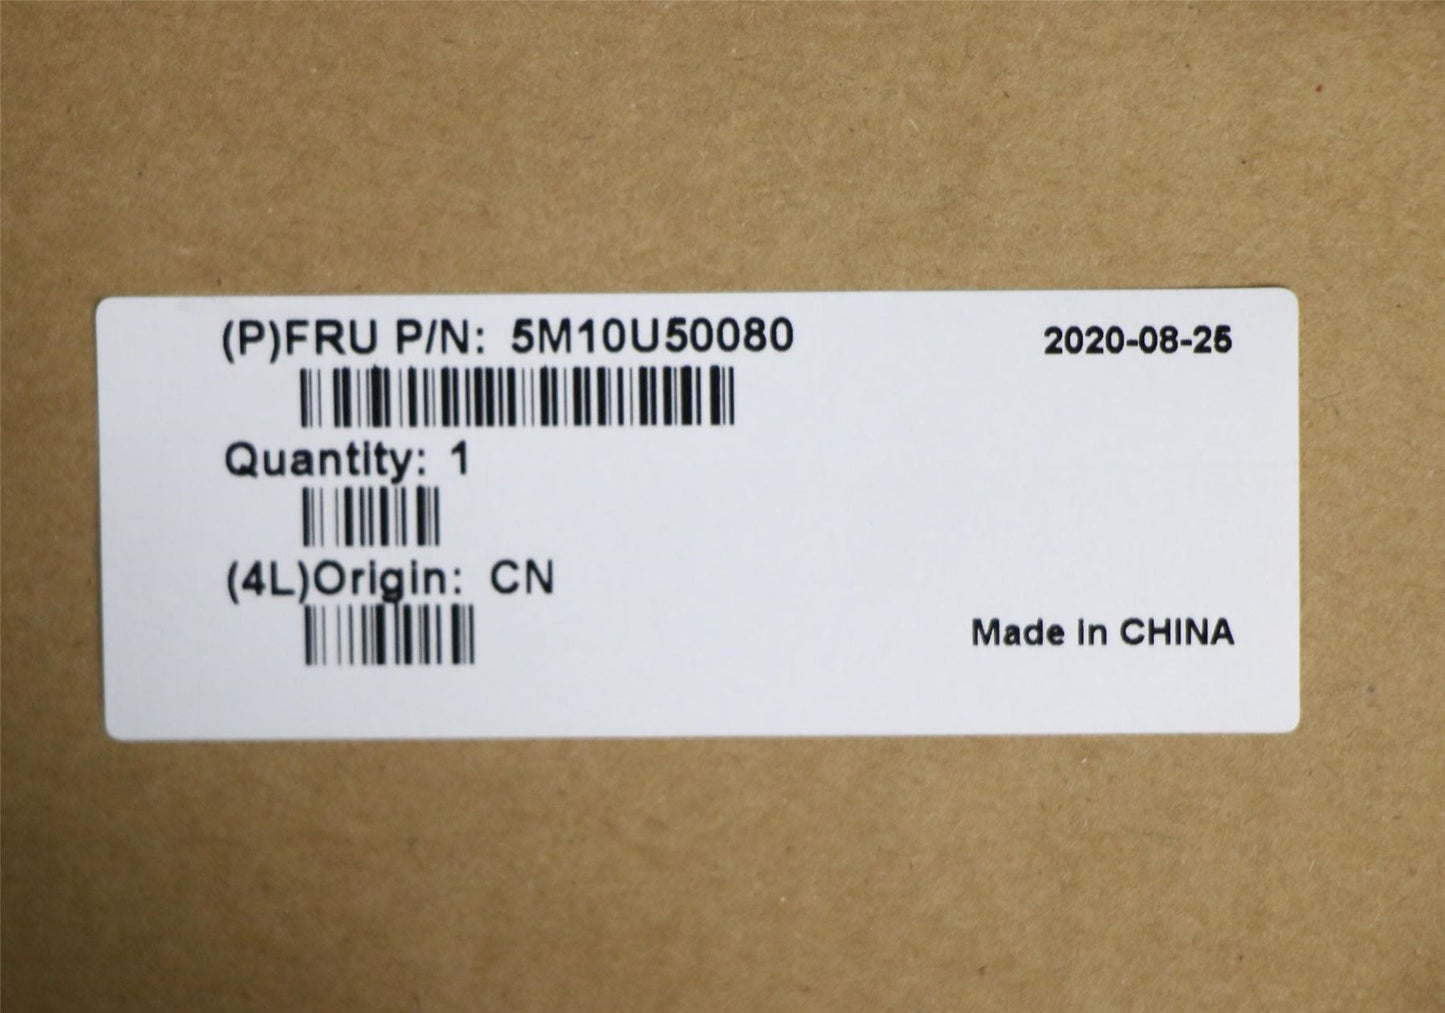 (P)FRU P/N: 5M10U50080
2020-08-25
Quantity: 1
(4L)Origin: CN
Made in CHINA